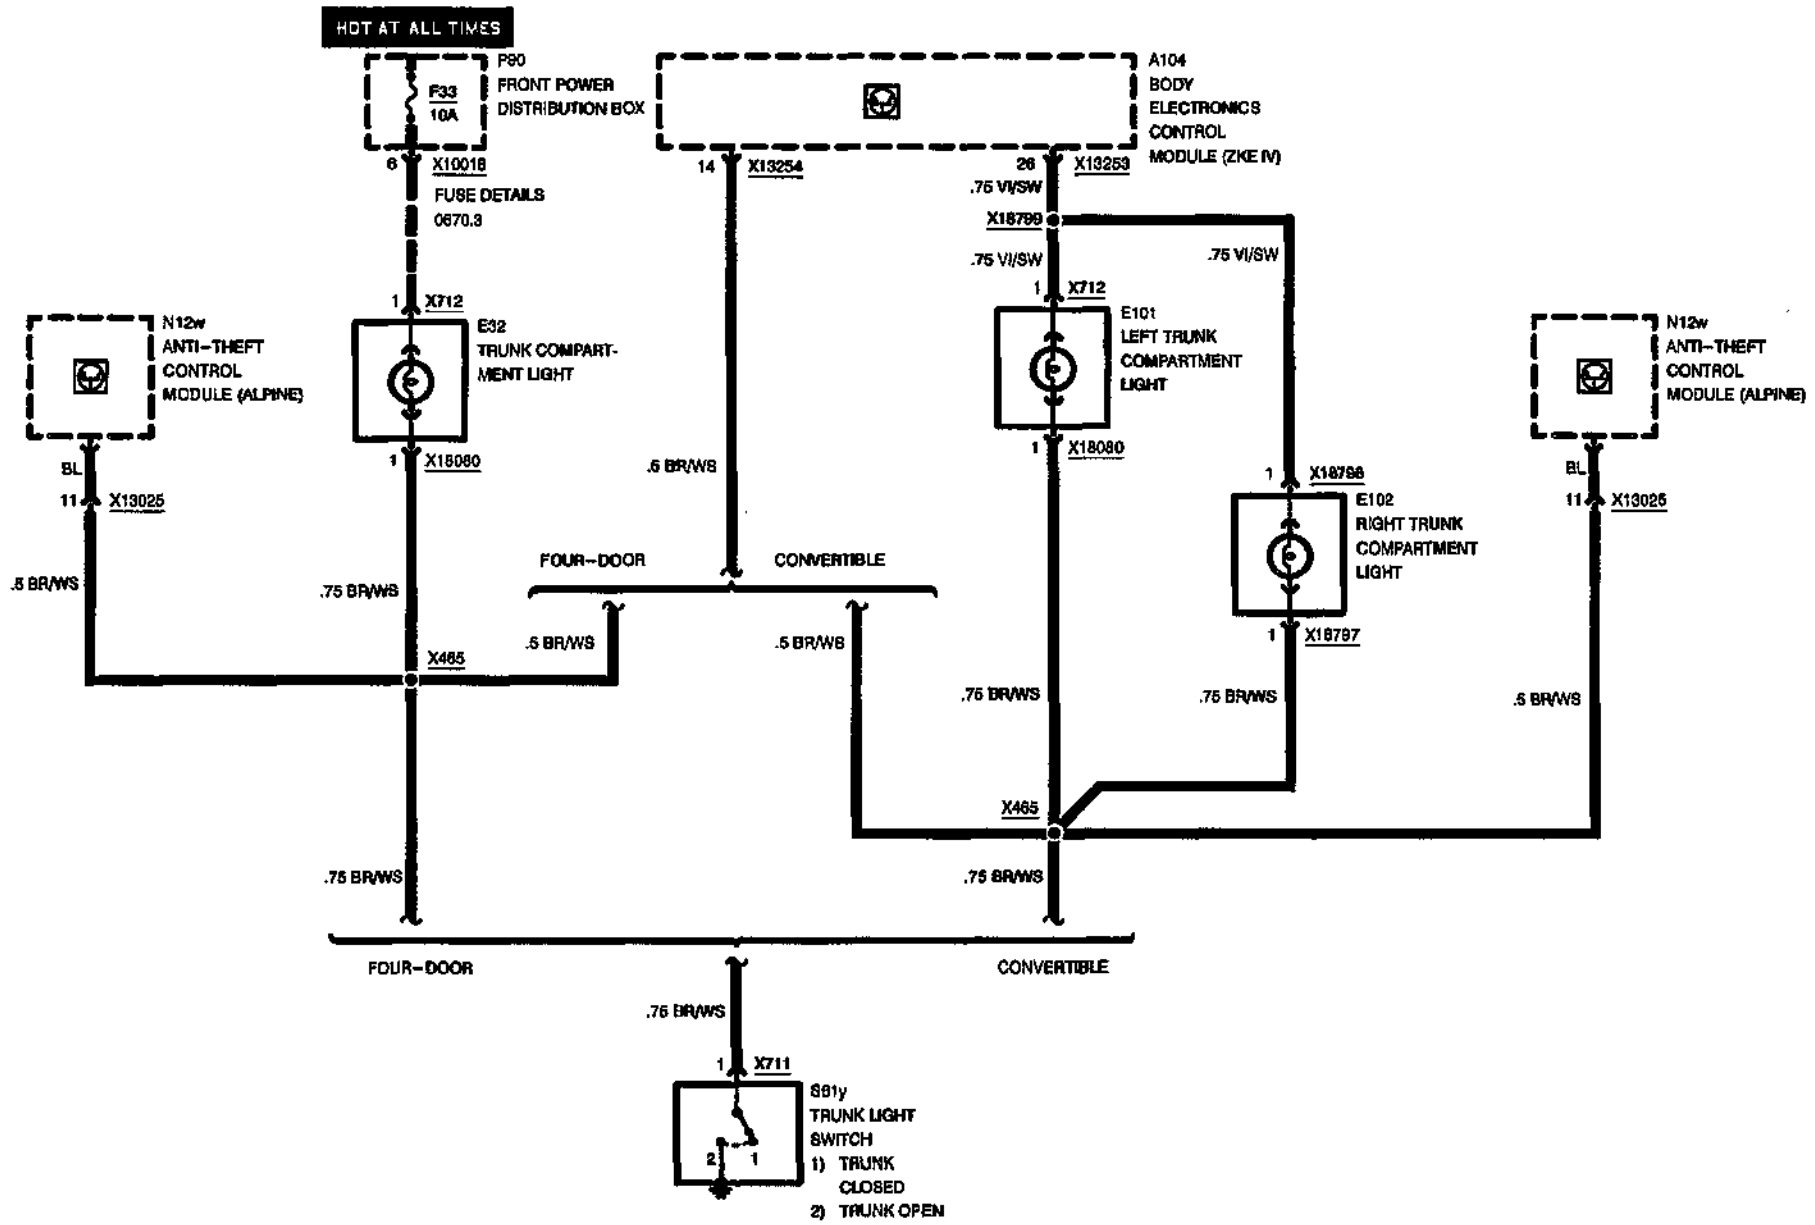 HOT AT ALL TIMES
P90
FRONT POWER
DISTRIBUTION BOX
F33
10A
6
X10018
FUSE DETAILS
0670.3
A104
BODY
ELECTRONICS
CONTROL
MODULE (ZKE IV)
14
X13254
26
X13253
.75 VI/SW
X18799
.75 VI/SW
.75 VI/SW
1
X712
E32
TRUNK COMPART-
MENT LIGHT
1
X18080
N12w
ANTI-THEFT
CONTROL
MODULE (ALPINE)
BL
11
X13025
.5 BR/WS
.75 BR/WS
1
X712
E101
LEFT TRUNK
COMPARTMENT
LIGHT
1
X18080
N12w
ANTI-THEFT
CONTROL
MODULE (ALPINE)
BL
11
X13025
.5 BR/WS
1
X18798
E102
RIGHT TRUNK
COMPARTMENT
LIGHT
1
X18797
.5 BR/WS
FOUR-DOOR
CONVERTIBLE
.5 BR/WS
.5 BR/WS
X465
.75 BR/WS
.75 BR/WS
.5 BR/WS
X465
.75 BR/WS
.75 BR/WS
FOUR-DOOR
CONVERTIBLE
.75 BR/WS
1
X711
2
1
TRUNK LIGHT
SWITCH
1) TRUNK
CLOSED
2) TRUNK OPEN